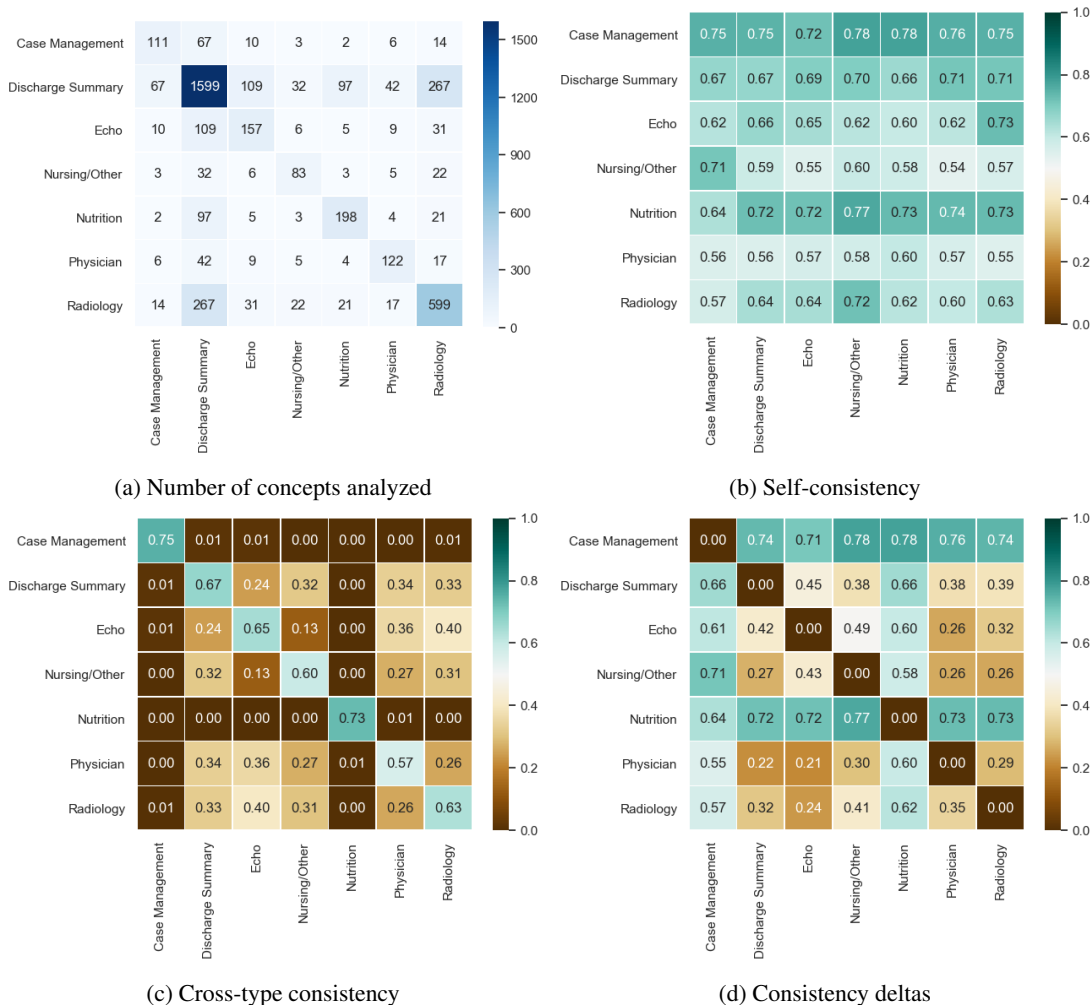 Case Management 111 67 10 3 2 6 14
Discharge Summary 67 1599 109 32 97 42 267
Echo 10 109 157 6 5 9 31
Nursing/Other 3 32 6 83 3 5 22
Nutrition 2 97 5 3 198 4 21
Physician 6 42 9 5 4 122 17
Radiology 14 267 31 22 21 17 599
Case Management
Discharge Summary
Echo
Nursing/Other
Nutrition
Physician
Radiology
1500
1200
900
600
300
0
(a) Number of concepts analyzed
Case Management 0.75 0.75 0.72 0.78 0.78 0.76 0.75
Discharge Summary 0.67 0.67 0.69 0.70 0.66 0.71 0.71
Echo 0.62 0.66 0.65 0.62 0.60 0.62 0.73
Nursing/Other 0.71 0.59 0.55 0.60 0.58 0.54 0.57
Nutrition 0.64 0.72 0.72 0.77 0.73 0.74 0.73
Physician 0.56 0.56 0.57 0.58 0.60 0.57 0.55
Radiology 0.57 0.64 0.64 0.72 0.62 0.60 0.63
Case Management
Discharge Summary
Echo
Nursing/Other
Nutrition
Physician
Radiology
1.0
0.8
0.6
0.4
0.2
0.0
(b) Self-consistency
Case Management 0.75 0.01 0.01 0.00 0.00 0.00 0.01
Discharge Summary 0.01 0.67 0.24 0.32 0.00 0.34 0.33
Echo 0.01 0.24 0.65 0.13 0.00 0.36 0.40
Nursing/Other 0.00 0.32 0.13 0.60 0.00 0.27 0.31
Nutrition 0.00 0.00 0.00 0.00 0.73 0.01 0.00
Physician 0.00 0.34 0.36 0.27 0.01 0.57 0.26
Radiology 0.01 0.33 0.40 0.31 0.00 0.26 0.63
Case Management
Discharge Summary
Echo
Nursing/Other
Nutrition
Physician
Radiology
1.0
0.8
0.6
0.4
0.2
0.0
(c) Cross-type consistency
Case Management 0.00 0.74 0.71 0.78 0.78 0.76 0.74
Discharge Summary 0.66 0.00 0.45 0.38 0.66 0.38 0.39
Echo 0.61 0.42 0.00 0.49 0.60 0.26 0.32
Nursing/Other 0.71 0.27 0.43 0.00 0.58 0.26 0.26
Nutrition 0.64 0.72 0.72 0.77 0.00 0.73 0.73
Physician 0.55 0.22 0.21 0.30 0.60 0.00 0.29
Radiology 0.57 0.32 0.24 0.41 0.62 0.35 0.00
Case Management
Discharge Summary
Echo
Nursing/Other
Nutrition
Physician
Radiology
1.0
0.8
0.6
0.4
0.2
0.0
(d) Consistency deltas